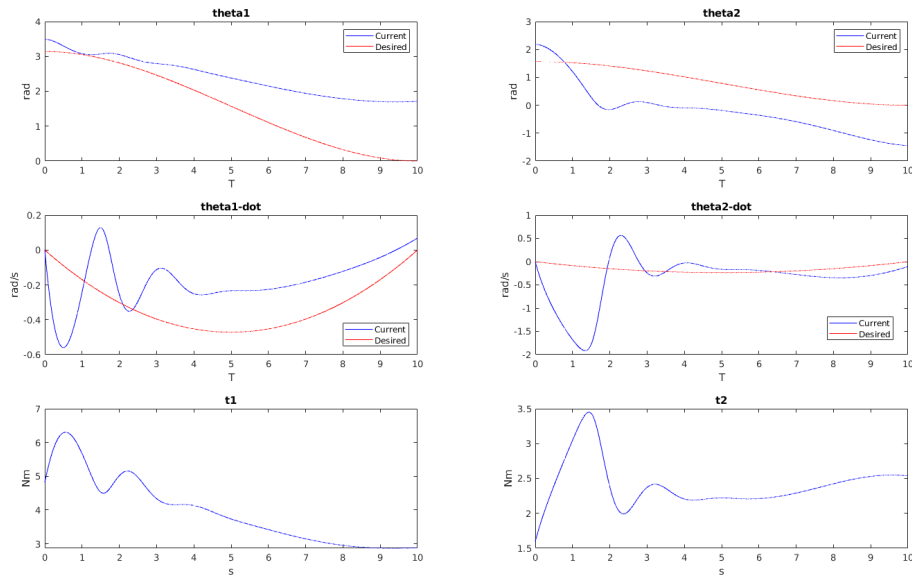 theta1
4
3
2
1
0
rad
0 1 2 3 4 5 6 7 8 9 10
T
Current
Desired
theta2
3
2
1
0
-1
-2
rad
0 1 2 3 4 5 6 7 8 9 10
T
Current
Desired
theta1-dot
0.2
0
-0.2
-0.4
-0.6
rad/s
0 1 2 3 4 5 6 7 8 9 10
T
Current
Desired
theta2-dot
1
0.5
0
-0.5
-1
-1.5
-2
rad/s
0 1 2 3 4 5 6 7 8 9 10
T
Current
Desired
t1
7
6
5
4
3
Nm
0 1 2 3 4 5 6 7 8 9 10
s
t2
3.5
3
2.5
2
1.5
Nm
0 1 2 3 4 5 6 7 8 9 10
s